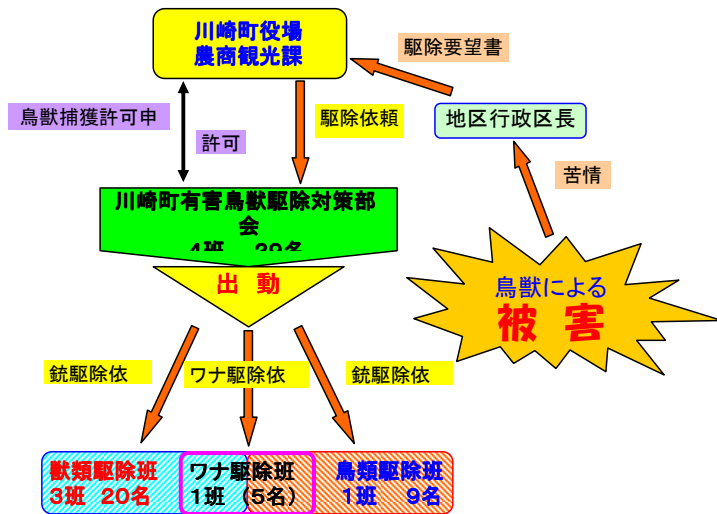 川崎町役場
農商観光課
駆除要望書
鳥獣捕獲許可申
許可
駆除依頼
地区行政区長
苦情
川崎町有害鳥獣駆除対策部
会
4班 29名
鳥獣による
被 害
出 動
銃駆除依
ワナ駆除依
銃駆除依
獣類駆除班
3班 20名
ワナ駆除班
1班 (5名)
鳥類駆除班
1班 9名